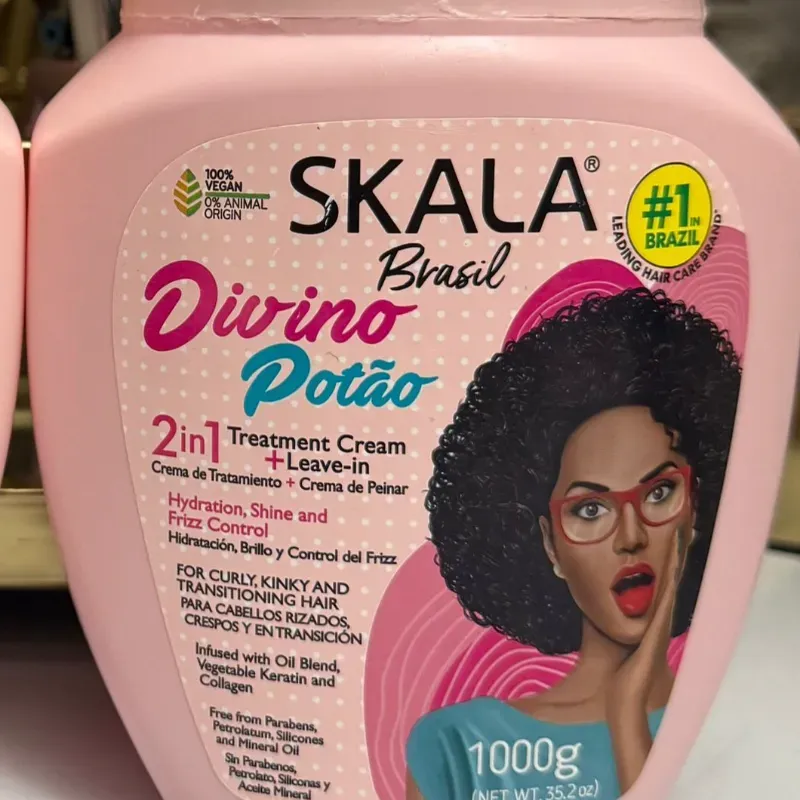 100%
VEGAN
0% ANIMAL
ORIGIN
SKALA®
Brasil
#1 IN
BRAZIL
LEADING HAIR CARE BRAND*
Divino
Potão
2 in 1 Treatment Cream
+Leave-in
Crema de Tratamiento + Crema de Peinar
Hydration, Shine and
Frizz Control
Hidratación, Brillo y Control del Frizz
FOR CURLY, KINKY AND
TRANSITIONING HAIR
PARA CABELLOS RIZADOS,
CRESPOS Y EN TRANSICIÓN
Infused with Oil Blend,
Vegetable Keratin and
Collagen
Free from Parabens,
Petrolatum, Silicones
and Mineral Oil
Sin Parabenos,
Petrolato, Siliconas y
Aceite Mineral
1000g
(NET WT. 35.2 oz)